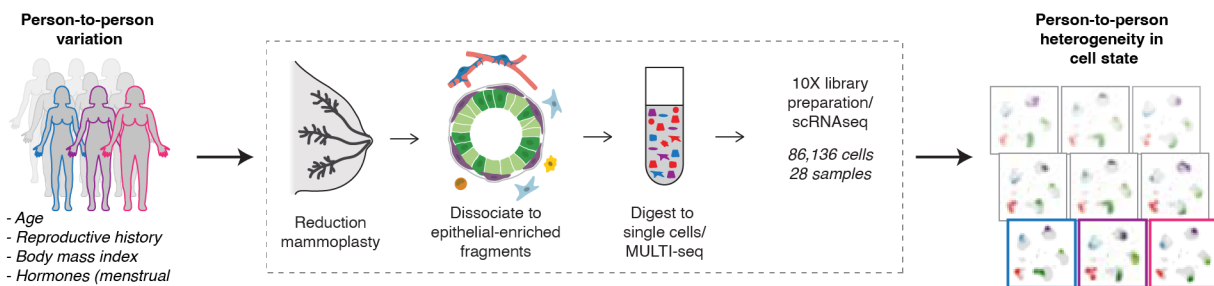 Person-to-person
variation
- Age
- Reproductive history
- Body mass index
- Hormones (menstrual
Reduction
mammoplasty
Dissociate to
epithelial-enriched
fragments
Digest to
single cells/
MULTI-seq
10X library
preparation/
scRNAseq
86,136 cells
28 samples
Person-to-person
heterogeneity in
cell state